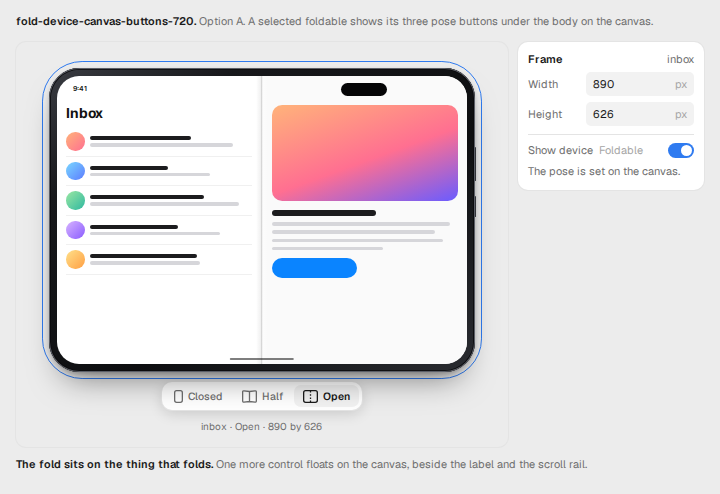 fold-device-canvas-buttons-720. Option A. A selected foldable shows its three pose buttons under the body on the canvas.
9:41
Inbox
Closed
Half
Open
inbox · Open · 890 by 626
Frame
inbox
Width
890
px
Height
626
px
Show device Foldable
The pose is set on the canvas.
The fold sits on the thing that folds. One more control floats on the canvas, beside the label and the scroll rail.